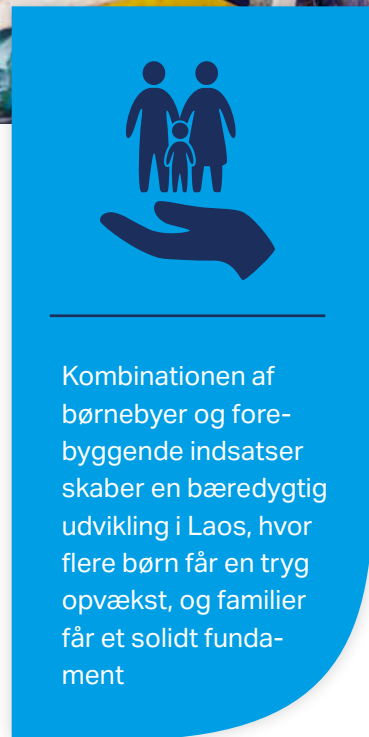 Kombinationen af
børnebyer og fore-
byggende indsatser
skaber en bæredygtig
udvikling i Laos, hvor
flere børn får en tryg
opvækst, og familier
får et solidt funda-
ment